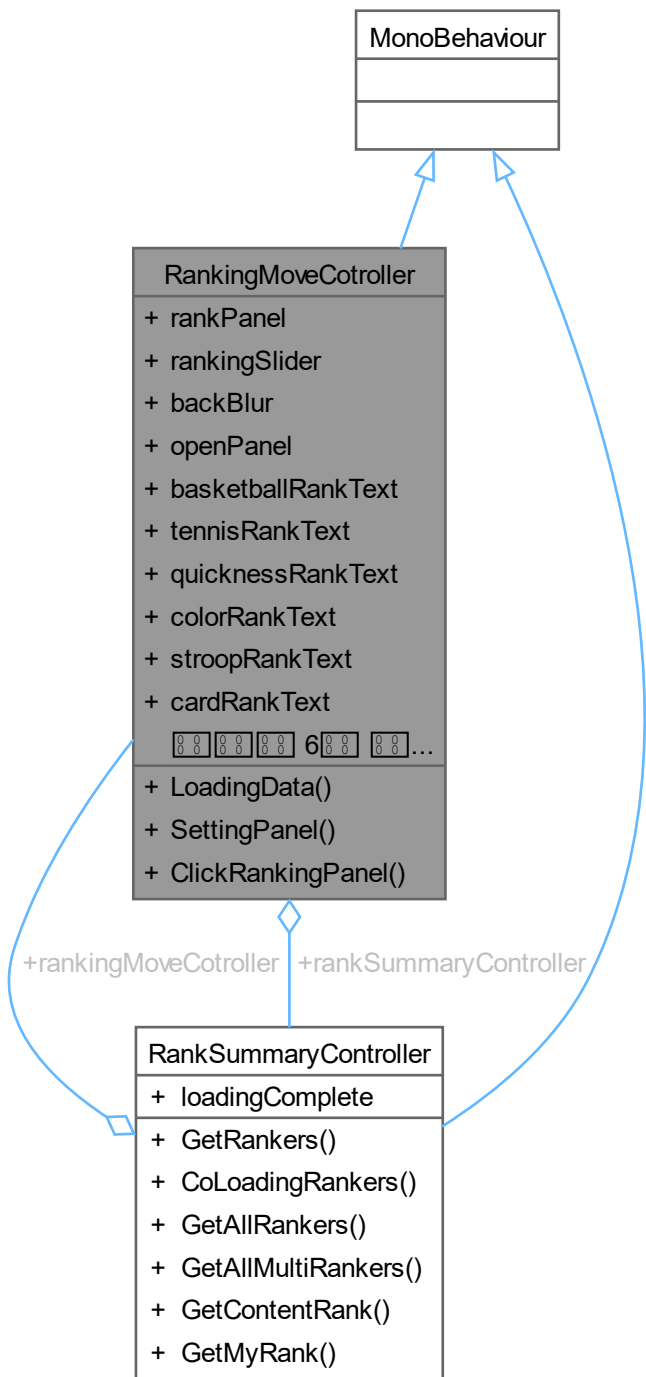 MonoBehaviour
RankingMoveCotroller
+ rankPanel
+ rankingSlider
+ backBlur
+ openPanel
+ basketballRankText
+ tennisRankText
+ quicknessRankText
+ colorRankText
+ stroopRankText
+ cardRankText
6 ...
+ LoadingData()
+ SettingPanel()
+ ClickRankingPanel()
+rankingMoveCotroller
+rankSummaryController
RankSummaryController
+ loadingComplete
+ GetRankers()
+ CoLoadingRankers()
+ GetAllRankers()
+ GetAllMultiRankers()
+ GetContentRank()
+ GetMyRank()